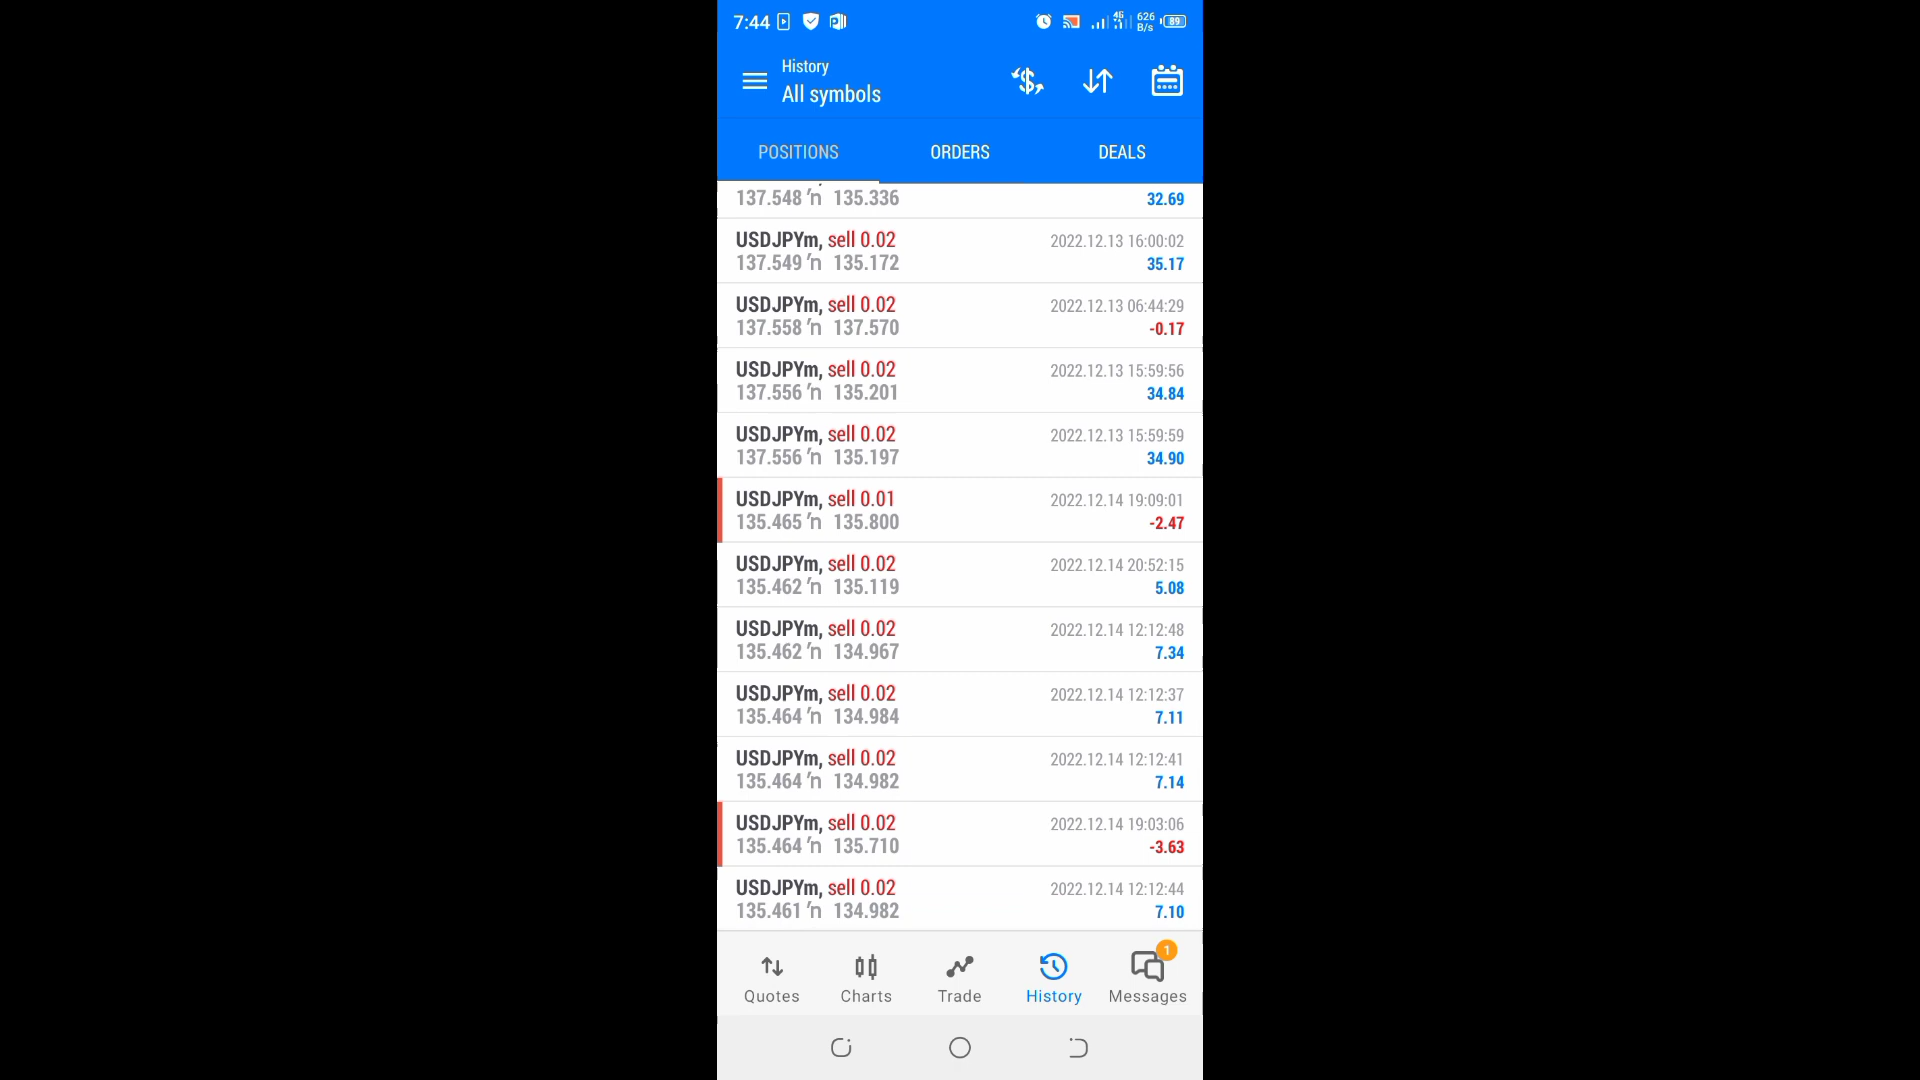 7:44
4G 626 B/s 89
History
All symbols
POSITIONS ORDERS DEALS
137.548 135.336 32.69
USDJPYm, sell 0.02 2022.12.13 16:00:02
137.549 135.172 35.17
USDJPYm, sell 0.02 2022.12.13 06:44:29
137.558 137.570 -0.17
USDJPYm, sell 0.02 2022.12.13 15:59:56
137.556 135.201 34.84
USDJPYm, sell 0.02 2022.12.13 15:59:59
137.556 135.197 34.90
USDJPYm, sell 0.01 2022.12.14 19:09:01
135.465 135.800 -2.47
USDJPYm, sell 0.02 2022.12.14 20:52:15
135.462 135.119 5.08
USDJPYm, sell 0.02 2022.12.14 12:12:48
135.462 134.967 7.34
USDJPYm, sell 0.02 2022.12.14 12:12:37
135.464 134.984 7.11
USDJPYm, sell 0.02 2022.12.14 12:12:41
135.464 134.982 7.14
USDJPYm, sell 0.02 2022.12.14 19:03:06
135.464 135.710 -3.63
USDJPYm, sell 0.02 2022.12.14 12:12:44
135.461 134.982 7.10
1
Quotes Charts Trade History Messages